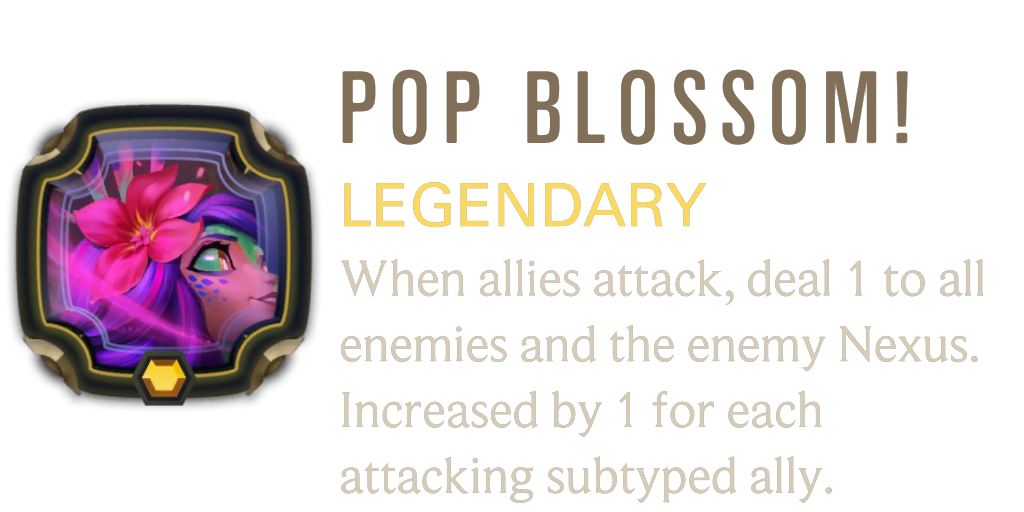 POP BLOSSOM!
LEGENDARY
When allies attack, deal 1 to all
enemies and the enemy Nexus.
Increased by 1 for each
attacking subtyped ally.